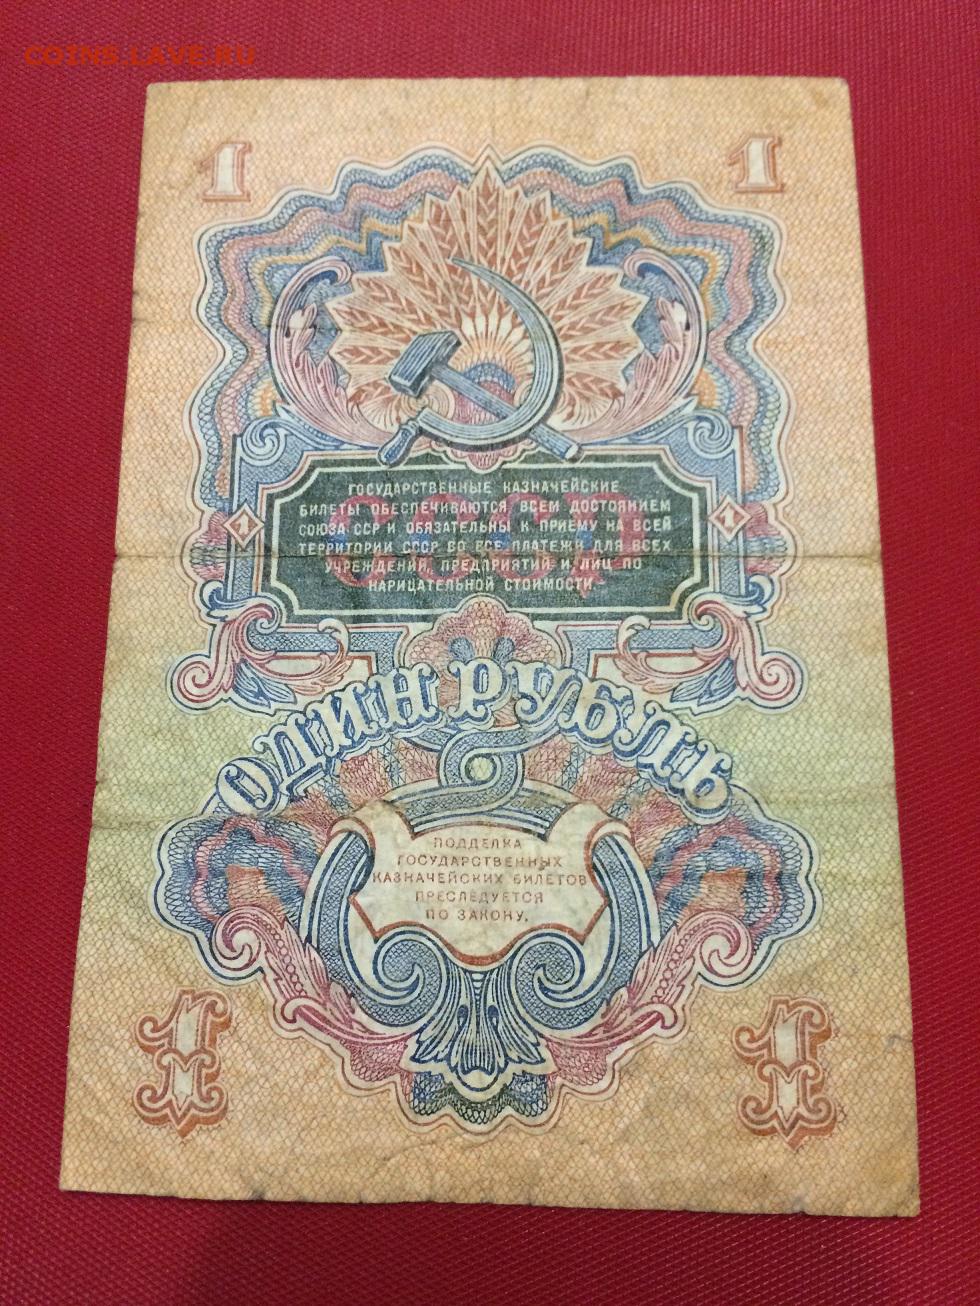 COINS.LAVE.RU
1 1
ГОСУДАРСТВЕННЫЕ КАЗНАЧЕЙСКИЕ
БИЛЕТЫ ОБЕСПЕЧИВАЮТСЯ ВСЕМ ДОСТОЯНИЕМ
СОЮЗА ССР И ОБЯЗАТЕЛЬНЫ К ПРИЕМУ НА ВСЕЙ
ТЕРРИТОРИИ СССР ВО ВСЕ ПЛАТЕЖИ ДЛЯ ВСЕХ
УЧРЕЖДЕНИЙ, ПРЕДПРИЯТИЙ И ЛИЦ ПО
НАРИЦАТЕЛЬНОЙ СТОИМОСТИ.
СССР
1 1
ОДИН РУБЛЬ
ПОДДЕЛКА
ГОСУДАРСТВЕННЫХ
КАЗНАЧЕЙСКИХ БИЛЕТОВ
ПРЕСЛЕДУЕТСЯ
ПО ЗАКОНУ.
1 1